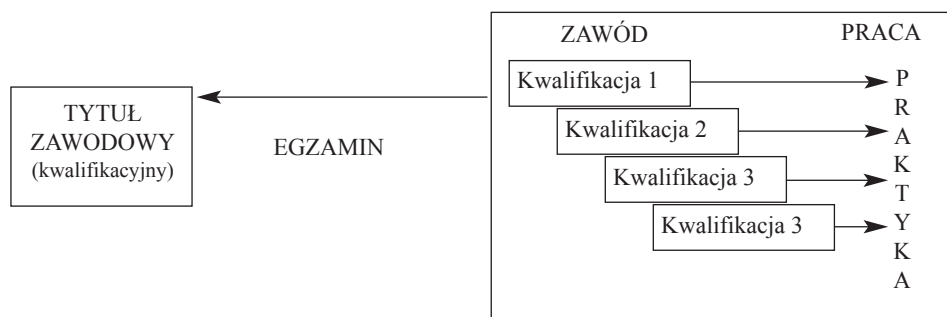 ZAWÓD
PRACA
Kwalifikacja 1
Kwalifikacja 2
Kwalifikacja 3
Kwalifikacja 3
P
R
A
K
T
Y
K
A
EGZAMIN
TYTUŁ
ZAWODOWY
(kwalifikacyjny)